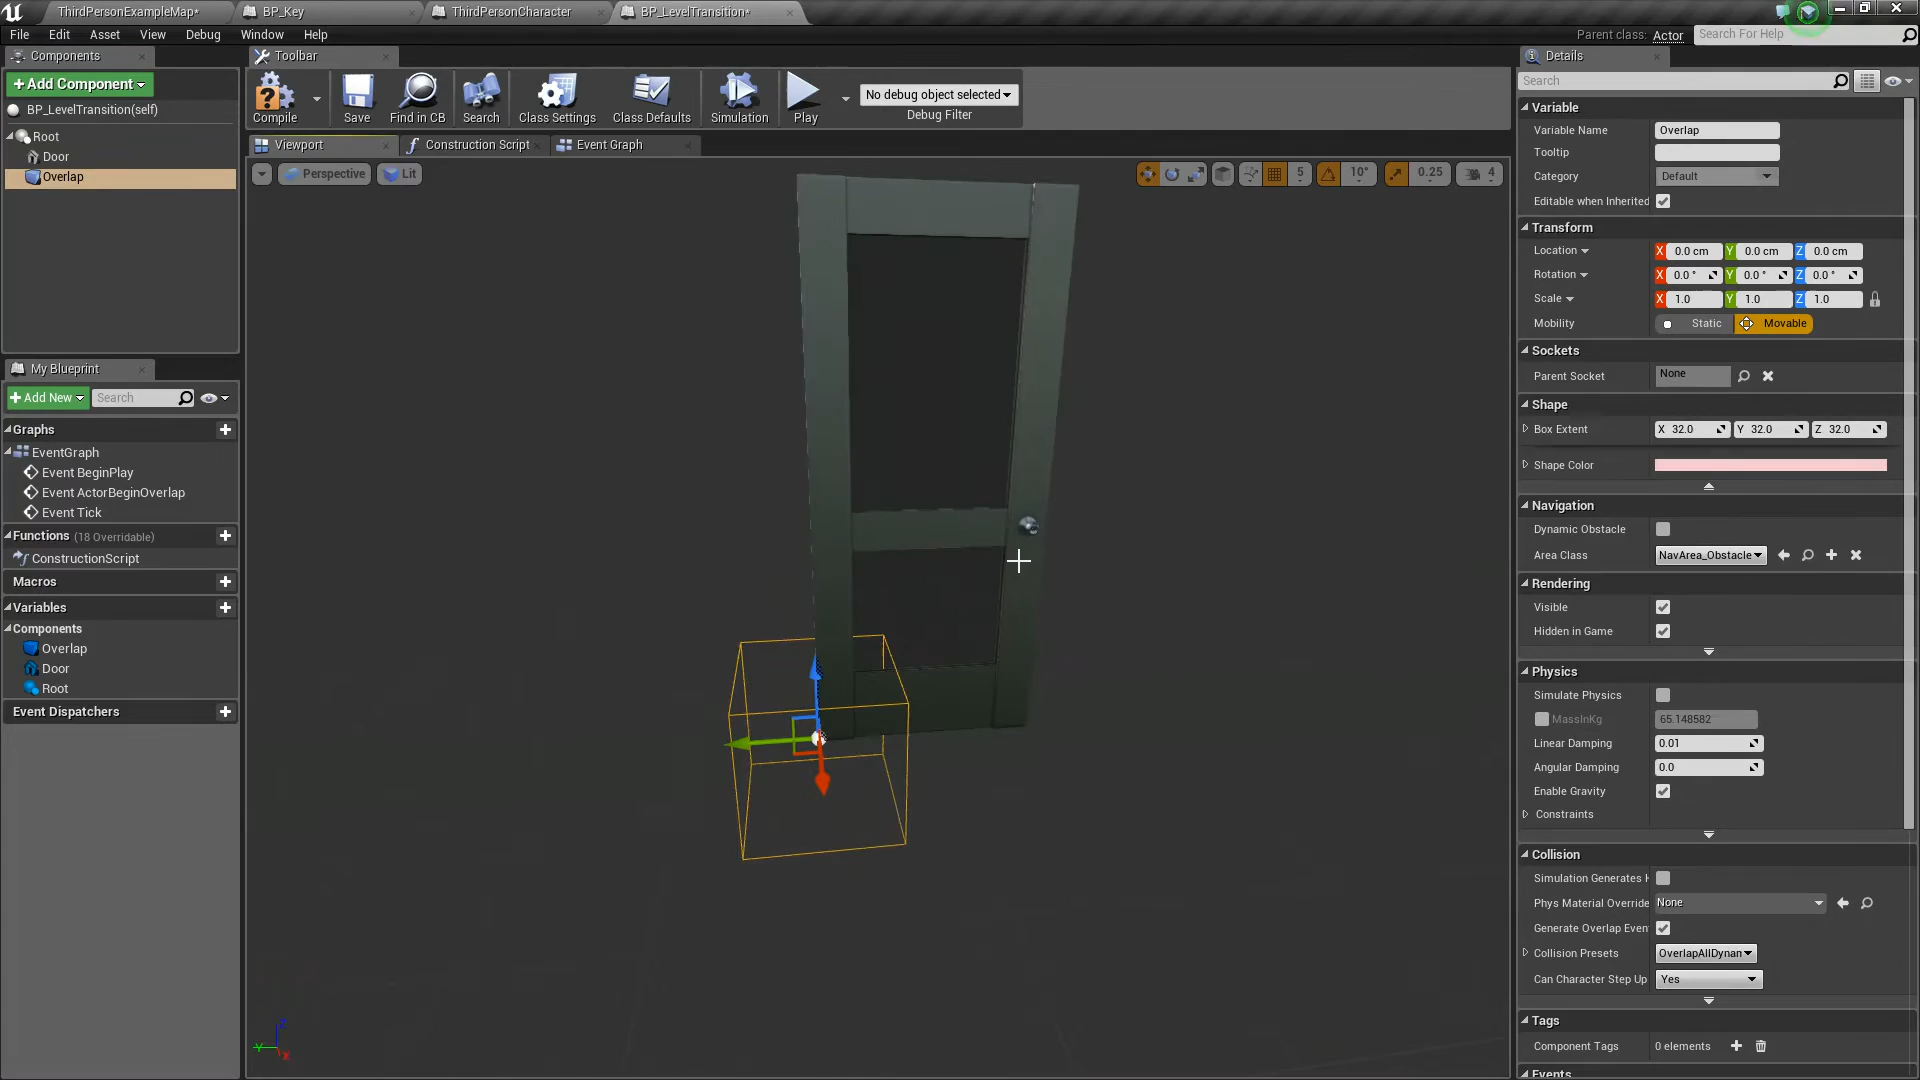 ThirdPersonExampleMap*
BP_Key
ThirdPersonCharacter
BP_LevelTransition*
File Edit Asset View Debug Window Help
Parent class: Actor
Search For Help
Components
+Add Component
BP_LevelTransition(self)
Root
Door
Overlap
My Blueprint
+Add New
Search
Graphs
EventGraph
Event BeginPlay
Event ActorBeginOverlap
Event Tick
Functions (18 Overridable)
ConstructionScript
Macros
Variables
Components
Overlap
Door
Root
Event Dispatchers
Toolbar
Compile
Save
Find in CB
Search
Class Settings
Class Defaults
Simulation
Play
No debug object selected
Debug Filter
Viewport
Construction Script
Event Graph
Perspective
Lit
5
10°
0.25
4
Details
Search
Variable
Variable Name Overlap
Tooltip
Category Default
Editable when Inherited
Transform
Location X 0.0 cm Y 0.0 cm Z 0.0 cm
Rotation X 0.0 ° Y 0.0 ° Z 0.0 °
Scale X 1.0 Y 1.0 Z 1.0
Mobility Static Movable
Sockets
Parent Socket None
Shape
Box Extent X 32.0 Y 32.0 Z 32.0
Shape Color
Navigation
Dynamic Obstacle
Area Class NavArea_Obstacle
Rendering
Visible
Hidden in Game
Physics
Simulate Physics
MassInKg 65.148582
Linear Damping 0.01
Angular Damping 0.0
Enable Gravity
Constraints
Collision
Simulation Generates H
Phys Material Override None
Generate Overlap Even
Collision Presets OverlapAllDynan
Can Character Step Up Yes
Tags
Component Tags 0 elements
Events